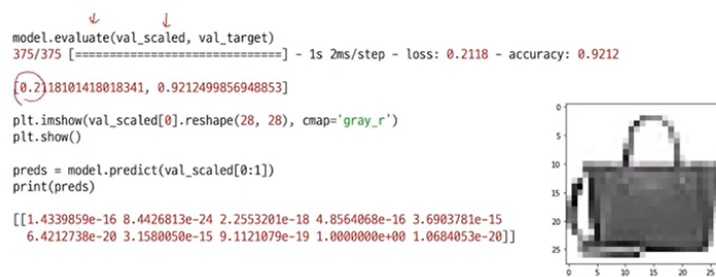 model.evaluate(val_scaled, val_target)
375/375 [==============================] - 1s 2ms/step - loss: 0.2118 - accuracy: 0.9212
[0.2118101418018341, 0.9212499856948853]
plt.imshow(val_scaled[0].reshape(28, 28), cmap='gray_r')
plt.show()
preds = model.predict(val_scaled[0:1])
print(preds)
[[1.4339859e-16 8.4426813e-24 2.2553201e-18 4.8564068e-16 3.6903781e-15
6.4212738e-20 3.1580050e-15 9.1121079e-19 1.0000000e+00 1.0684053e-20]]
0
5
10
15
20
25
0 5 10 15 20 25